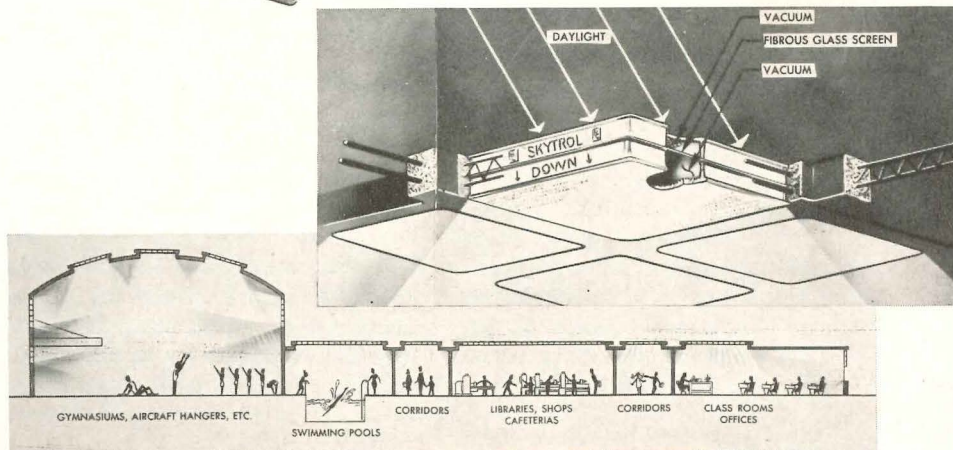 VACUUM
DAYLIGHT
FIBROUS GLASS SCREEN
VACUUM
SKYTROL
↓ DOWN ↓
GYMNASIUMS, AIRCRAFT HANGERS, ETC.
SWIMMING POOLS
CORRIDORS
LIBRARIES, SHOPS
CAFETERIAS
CORRIDORS
CLASS ROOMS
OFFICES